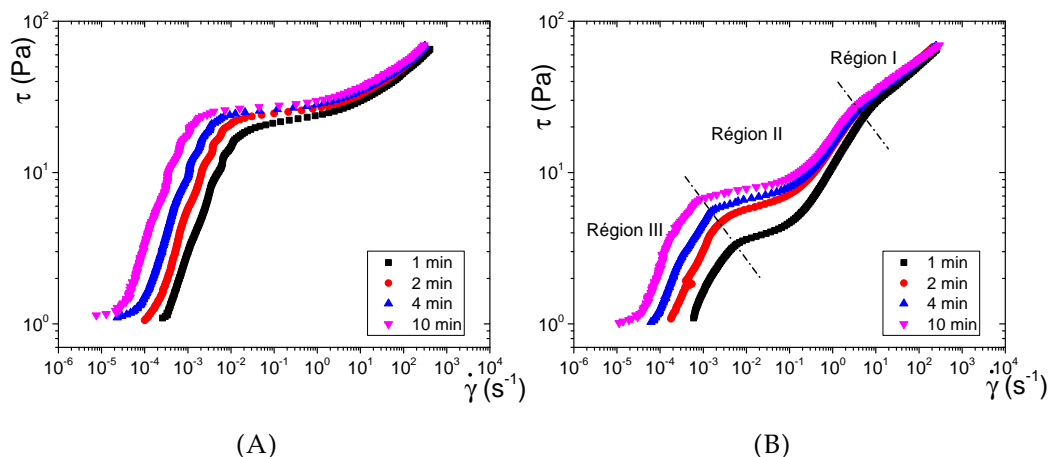 10²
10¹
10⁰
τ (Pa)
1 min
2 min
4 min
10 min
10⁻⁶ 10⁻⁵ 10⁻⁴ 10⁻³ 10⁻² 10⁻¹ 10⁰ 10¹ 10² 10³ 10⁴
γ̇ (s⁻¹)
(A)
10²
10¹
10⁰
τ (Pa)
Région I
Région II
Région III
1 min
2 min
4 min
10 min
10⁻⁶ 10⁻⁵ 10⁻⁴ 10⁻³ 10⁻² 10⁻¹ 10⁰ 10¹ 10² 10³ 10⁴
γ̇ (s⁻¹)
(B)